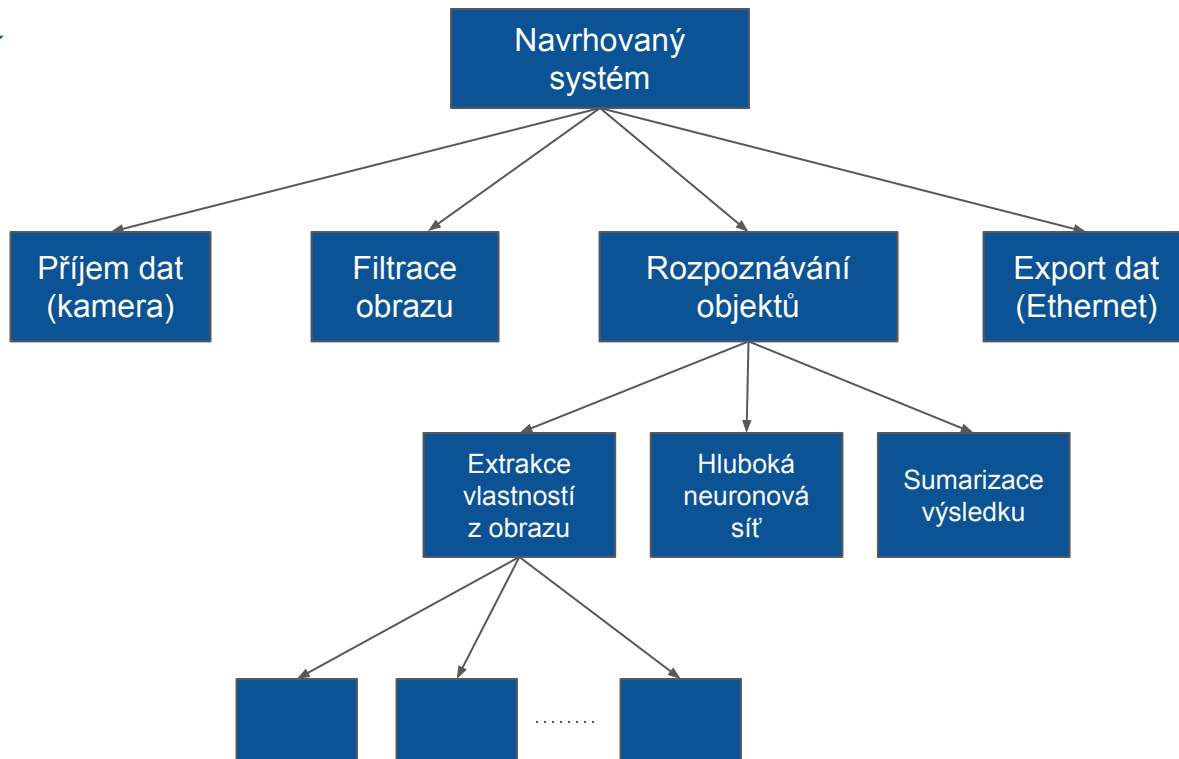 Navrhovaný
systém
Příjem dat
(kamera)
Filtrace
obrazu
Rozpoznávání
objektů
Export dat
(Ethernet)
Extrakce
vlastností
z obrazu
Hluboká
neuronová
síť
Sumarizace
výsledku
........